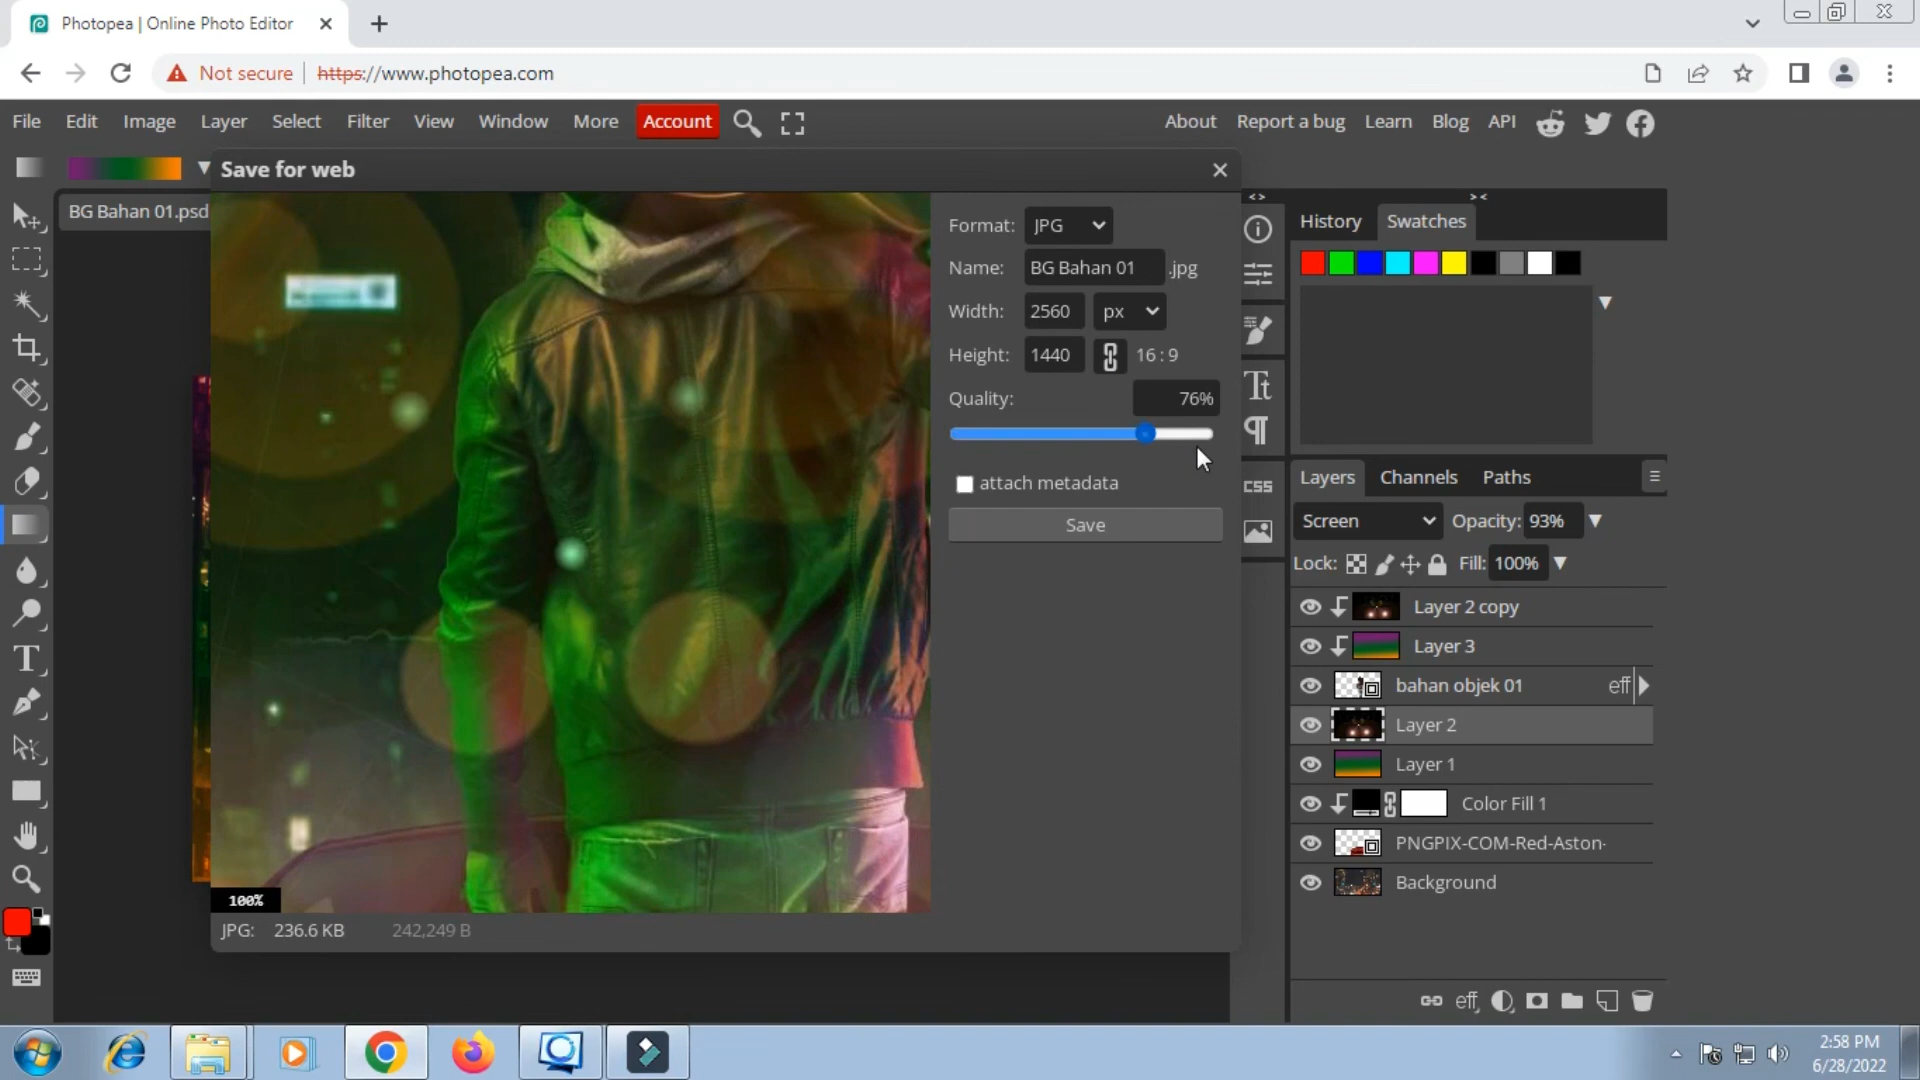 Photopea | Online Photo Editor
Not secure
https://www.photopea.com
File Edit Image Layer Select Filter View Window More Account About Report a bug Learn Blog API
Save for web
BG Bahan 01.psd
Format: JPG
Name: BG Bahan 01 .jpg
Width: 2560 px
Height: 1440 16 : 9
Quality: 76%
attach metadata
Save
100%
JPG: 236.6 KB 242,249 B
CSS
History Swatches
Layers Channels Paths
Screen Opacity: 93%
Lock: Fill: 100%
Layer 2 copy
Layer 3
bahan objek 01 eff
Layer 2
Layer 1
Color Fill 1
PNGPIX-COM-Red-Aston-
Background
eff
2:58 PM
6/28/2022